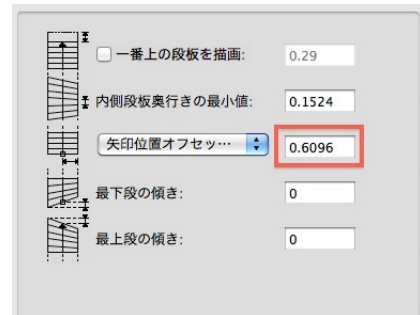 一番上の段板を描画: 0.29
内側段板奥行きの最小値: 0.1524
矢印位置オフセッ… 0.6096
最下段の傾き: 0
最上段の傾き: 0